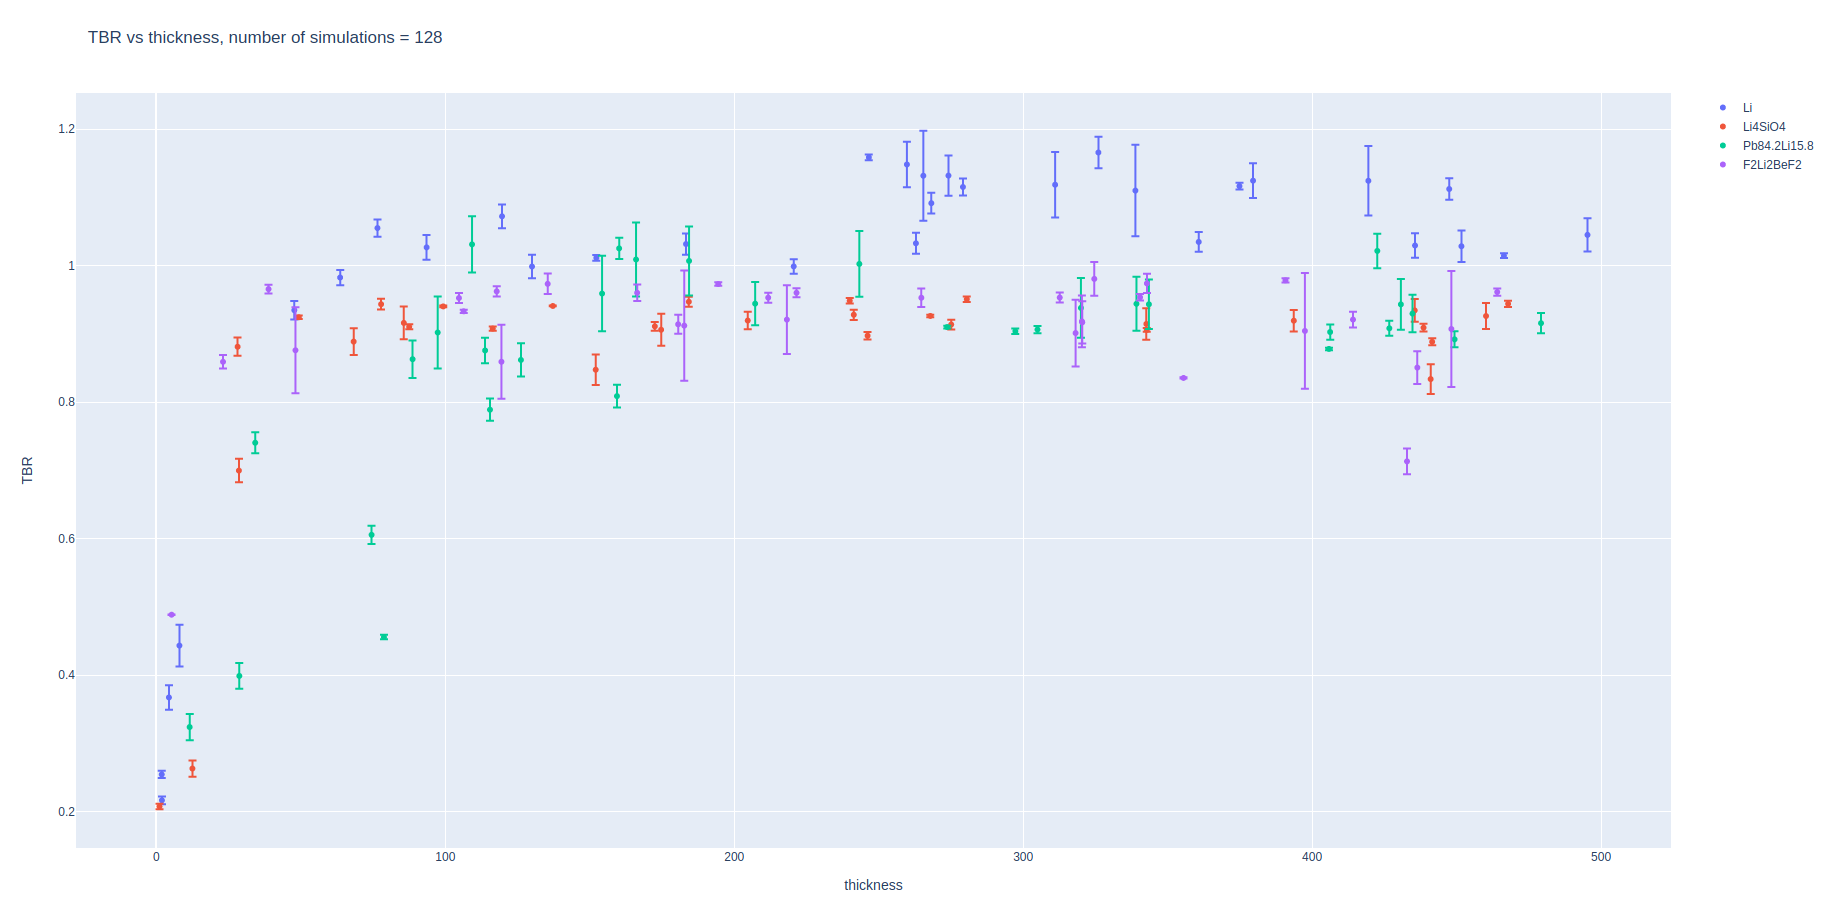 TBR vs thickness, number of simulations = 128
Li
Li4SiO4
Pb84.2Li15.8
F2Li2BeF2
1.2
1
0.8
0.6
0.4
0.2
TBR
0 100 200 300 400 500
thickness